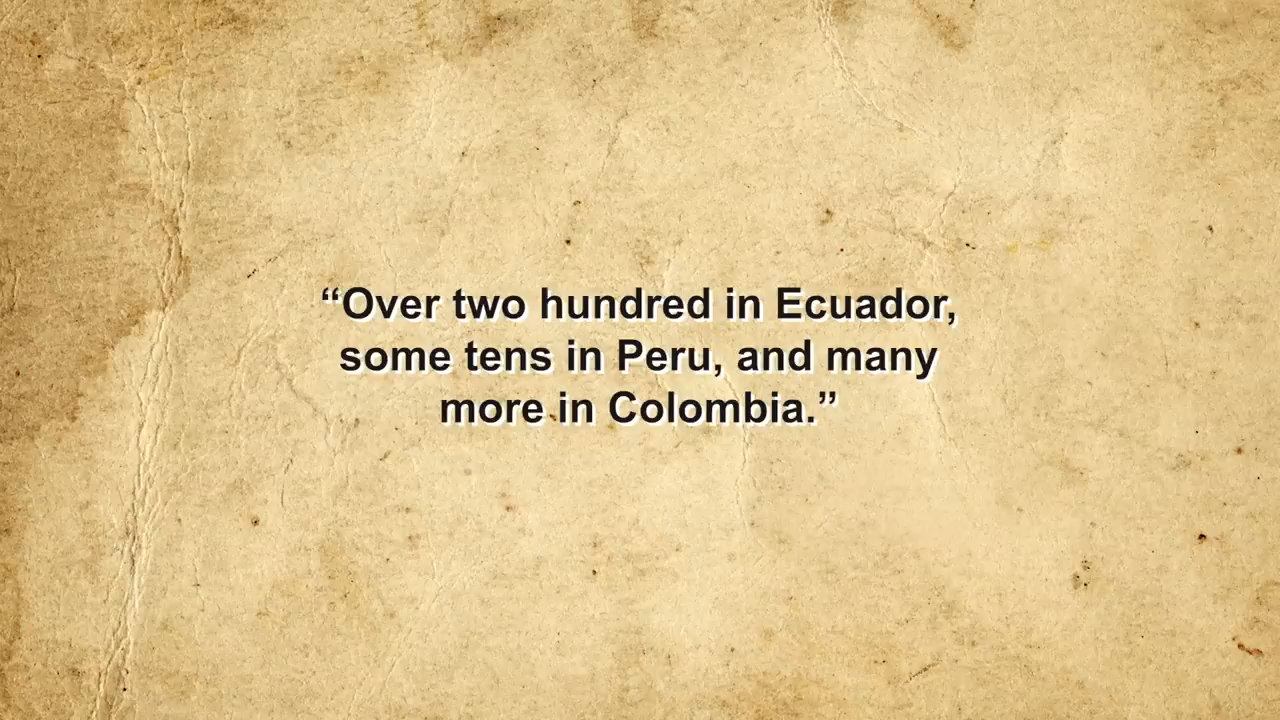 “Over two hundred in Ecuador,
some tens in Peru, and many
more in Colombia.”